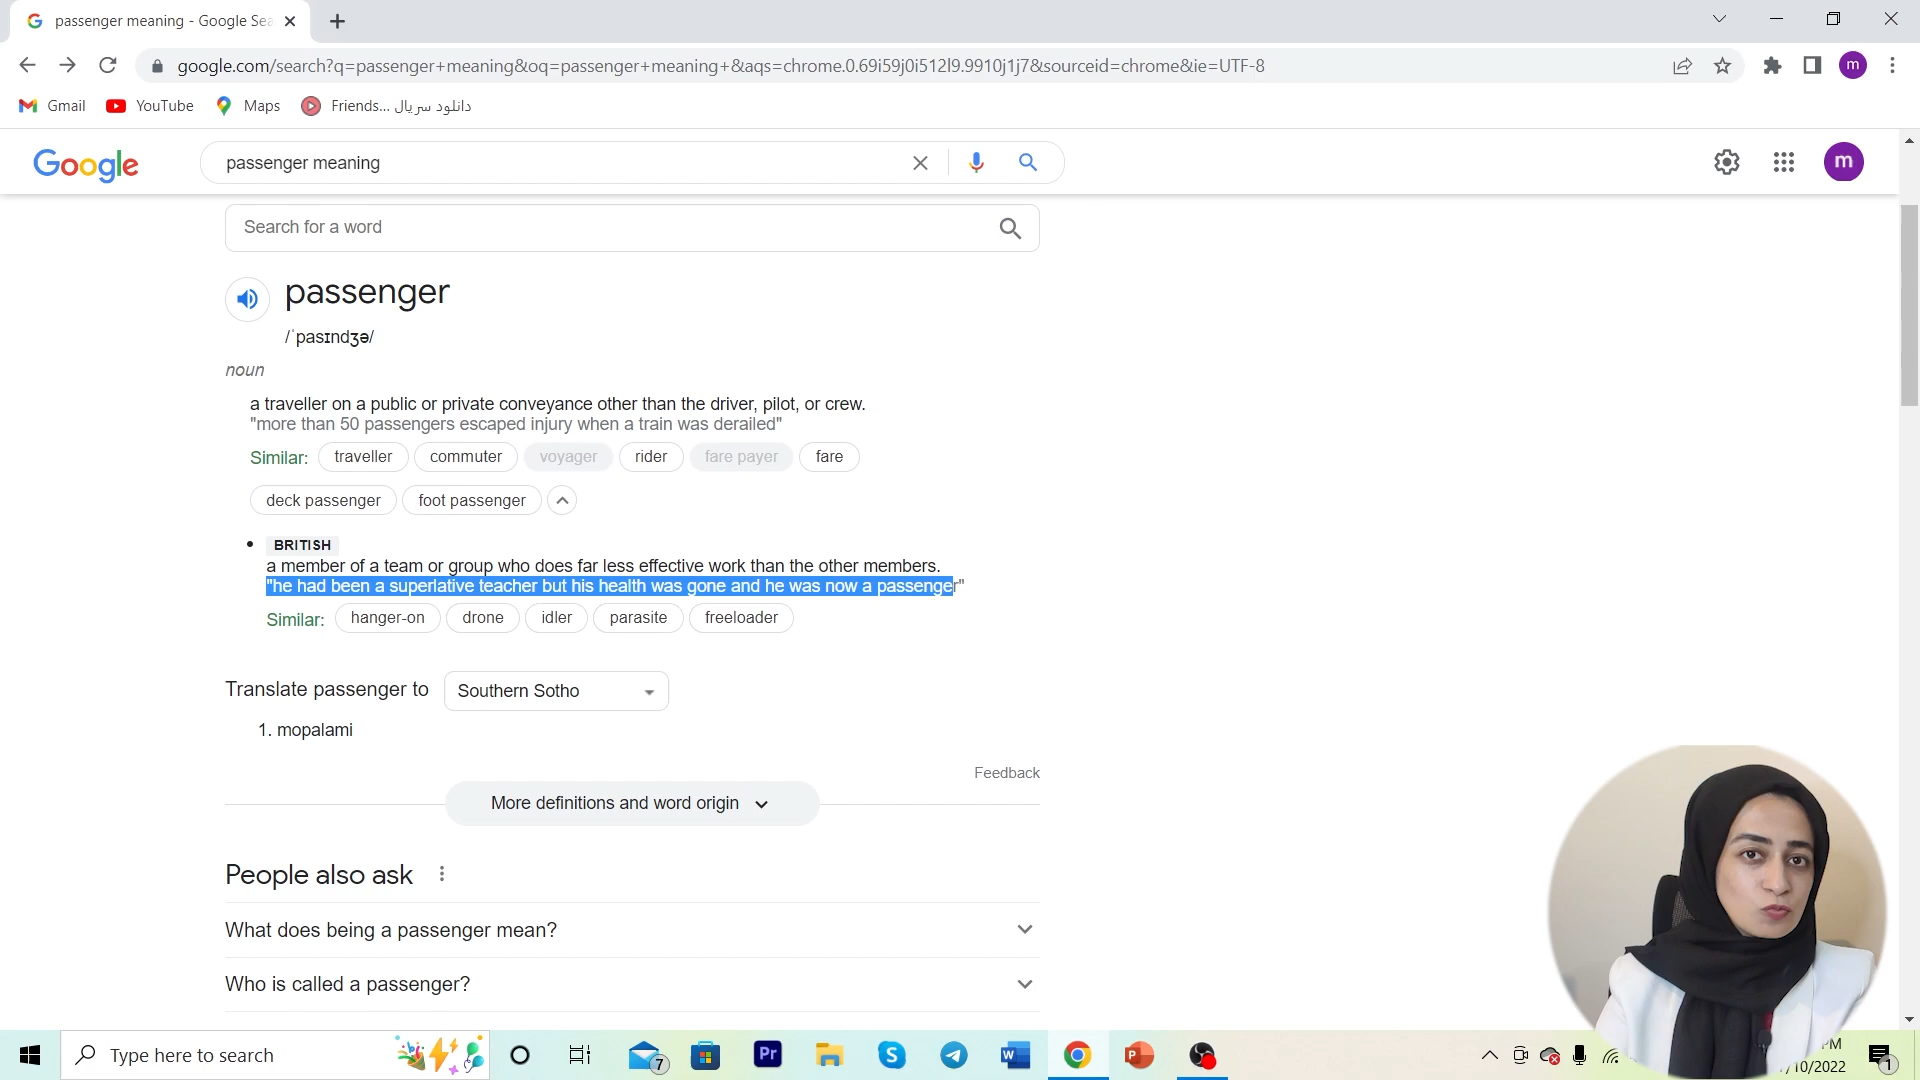 passenger meaning - Google Sea
google.com/search?q=passenger+meaning&oq=passenger+meaning+&aqs=chrome.0.69i59j0i512l9.9910j1j7&sourceid=chrome&ie=UTF-8
m
Gmail
YouTube
Maps
Friends... دانلود سریال
Google
passenger meaning
m
Search for a word
passenger
/ˈpasɪndʒə/
noun
a traveller on a public or private conveyance other than the driver, pilot, or crew.
"more than 50 passengers escaped injury when a train was derailed"
Similar: traveller commuter voyager rider fare payer fare
deck passenger foot passenger
• BRITISH
a member of a team or group who does far less effective work than the other members.
"he had been a superlative teacher but his health was gone and he was now a passenger"
Similar: hanger-on drone idler parasite freeloader
Translate passenger to Southern Sotho
1. mopalami
Feedback
More definitions and word origin
People also ask
What does being a passenger mean?
Who is called a passenger?
Type here to search
7
Pr
S
W
P
PM
/10/2022
1